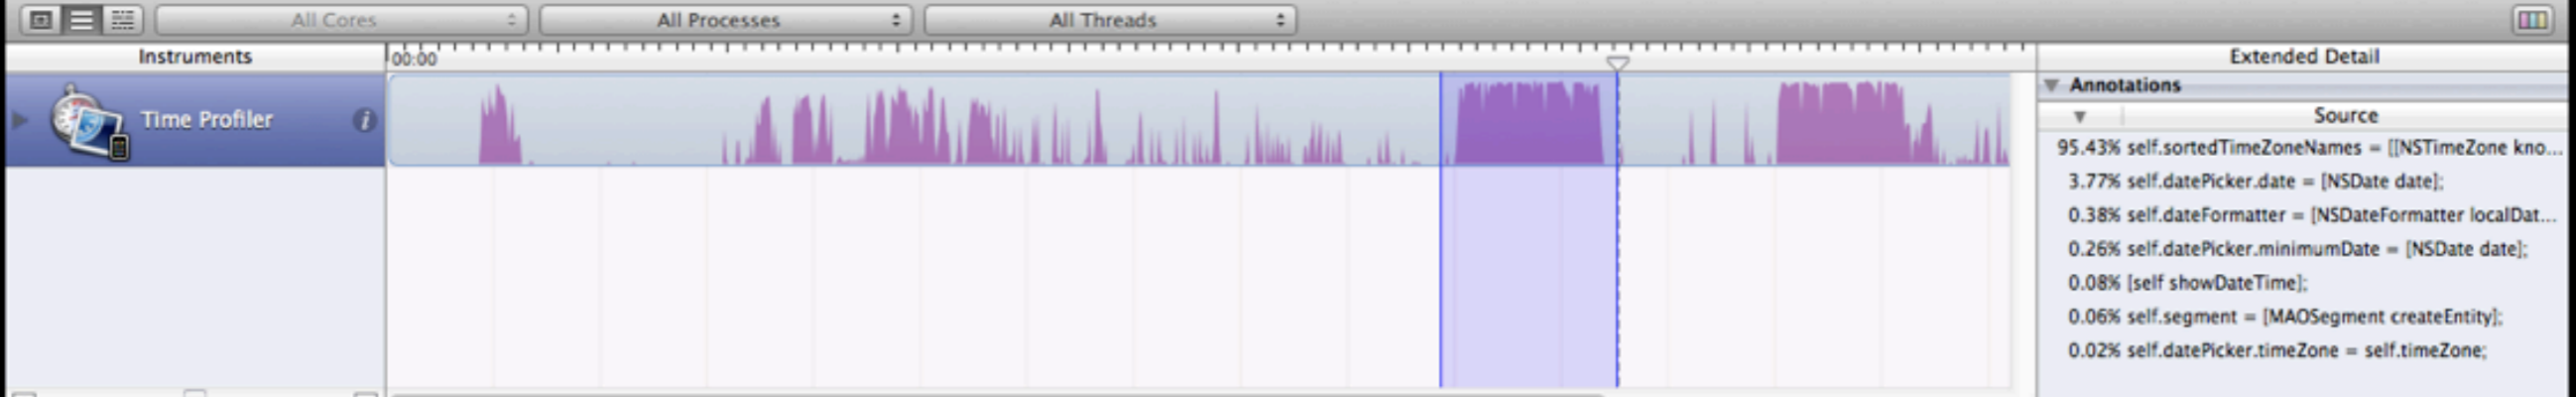 All Cores
All Processes
All Threads
Instruments
00:00
Extended Detail
Time Profiler
Annotations
Source
95.43% self.sortedTimeZoneNames = [[NSTimeZone kno...
3.77% self.datePicker.date = [NSDate date];
0.38% self.dateFormatter = [NSDateFormatter localDat...
0.26% self.datePicker.minimumDate = [NSDate date];
0.08% [self showDateTime];
0.06% self.segment = [MAOSegment createEntity];
0.02% self.datePicker.timeZone = self.timeZone;